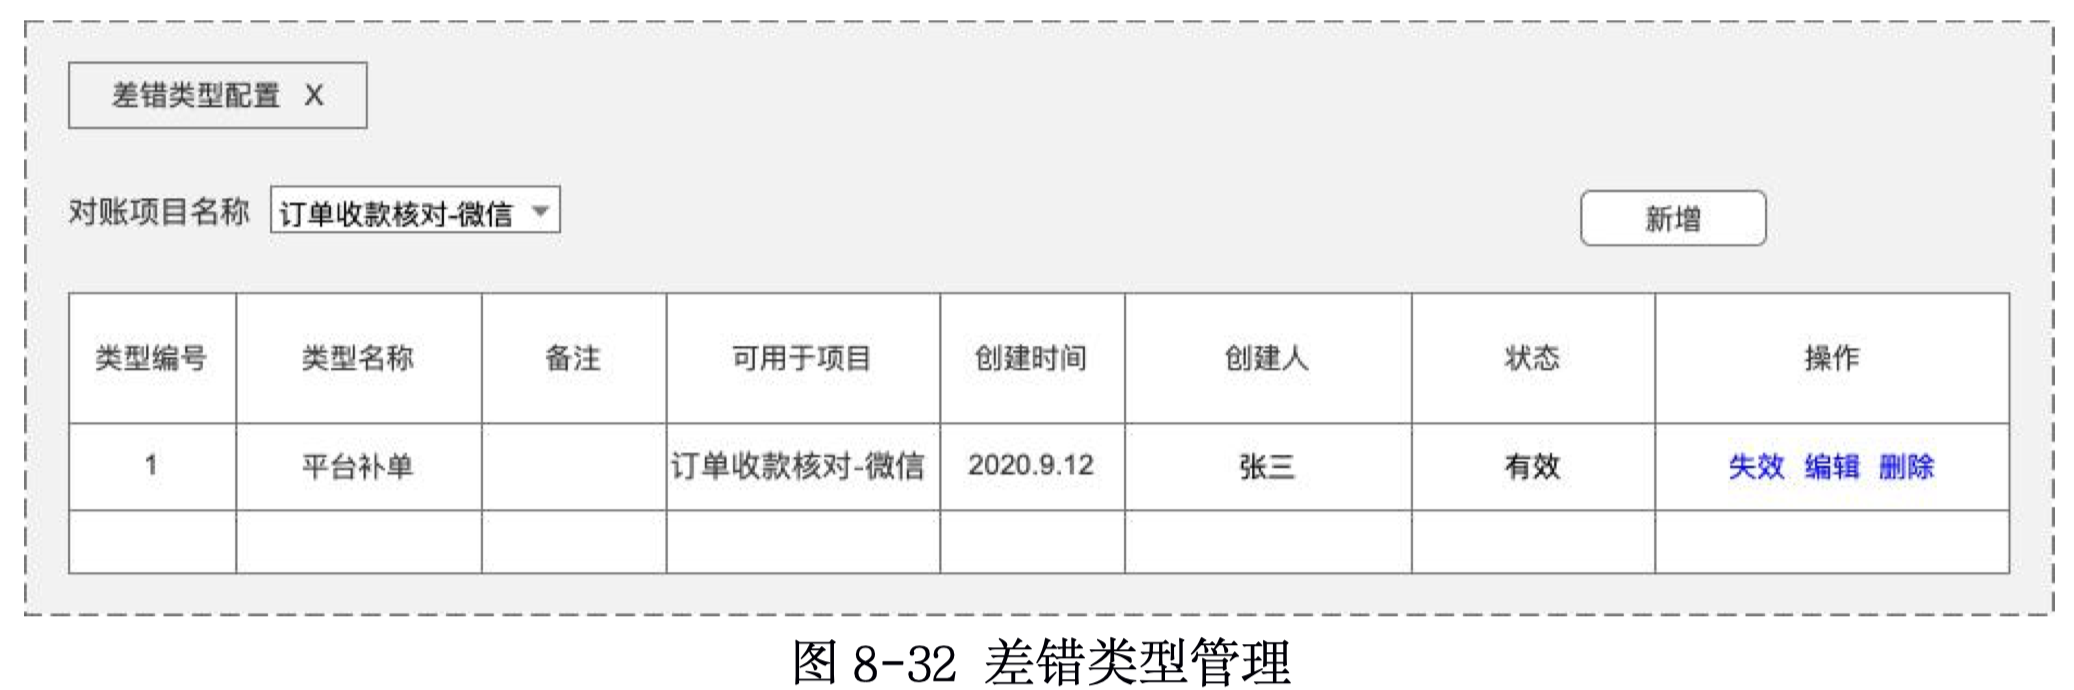 差错类型配置 X
对账项目名称 订单收款核对-微信 新增
类型编号 类型名称 备注 可用于项目 创建时间 创建人 状态 操作
1 平台补单 订单收款核对-微信 2020.9.12 张三 有效 失效 编辑 删除
图 8-32 差错类型管理